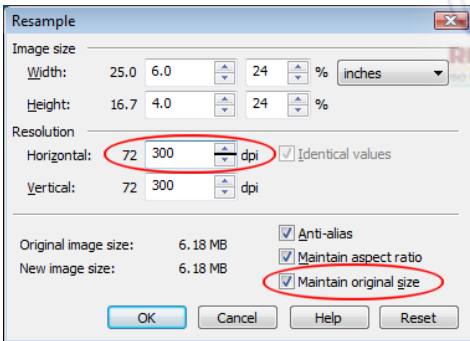 Resample
Image size
Width: 25.0 6.0 24 % inches
Height: 16.7 4.0 24 %
Resolution
Horizontal: 72 300 dpi Identical values
Vertical: 72 300 dpi
Anti-alias
Original image size: 6.18 MB
Maintain aspect ratio
New image size: 6.18 MB
Maintain original size
OK Cancel Help Reset